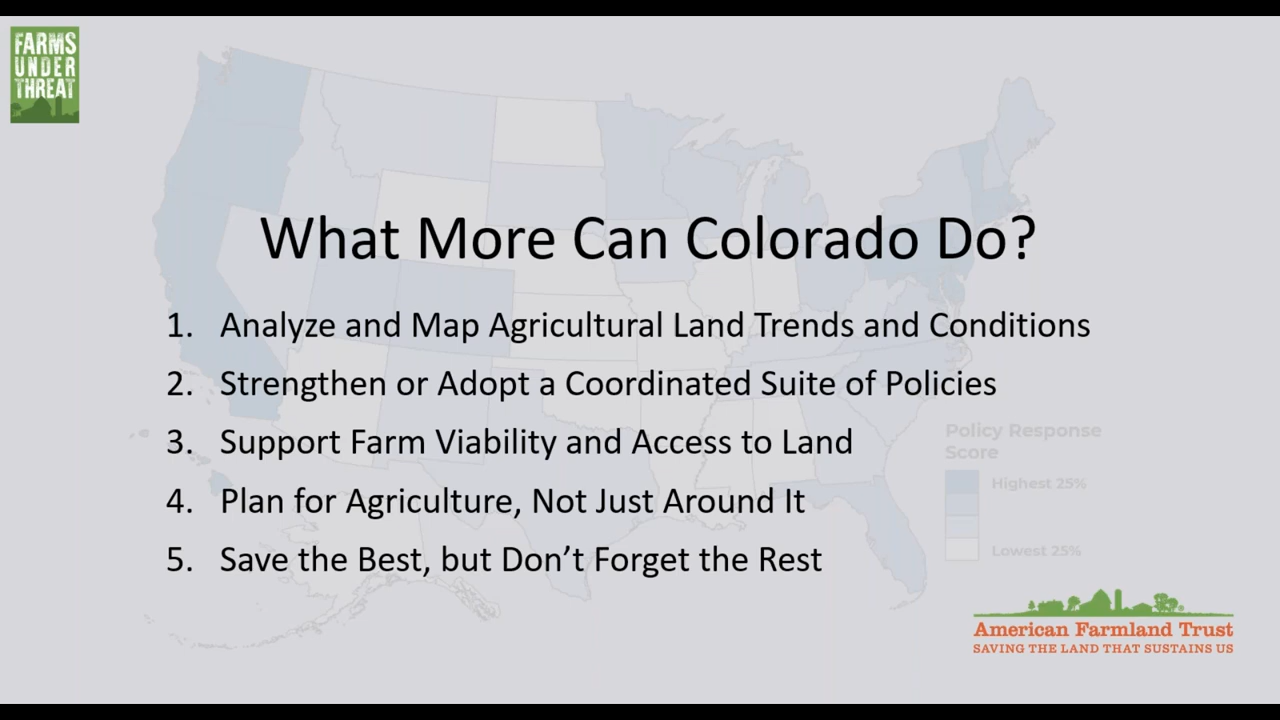 FARMS
UNDER
THREAT
What More Can Colorado Do?
1. Analyze and Map Agricultural Land Trends and Conditions
2. Strengthen or Adopt a Coordinated Suite of Policies
3. Support Farm Viability and Access to Land
4. Plan for Agriculture, Not Just Around It
5. Save the Best, but Don’t Forget the Rest
Policy Response
Score
Highest 25%
Lowest 25%
American Farmland Trust
SAVING THE LAND THAT SUSTAINS US